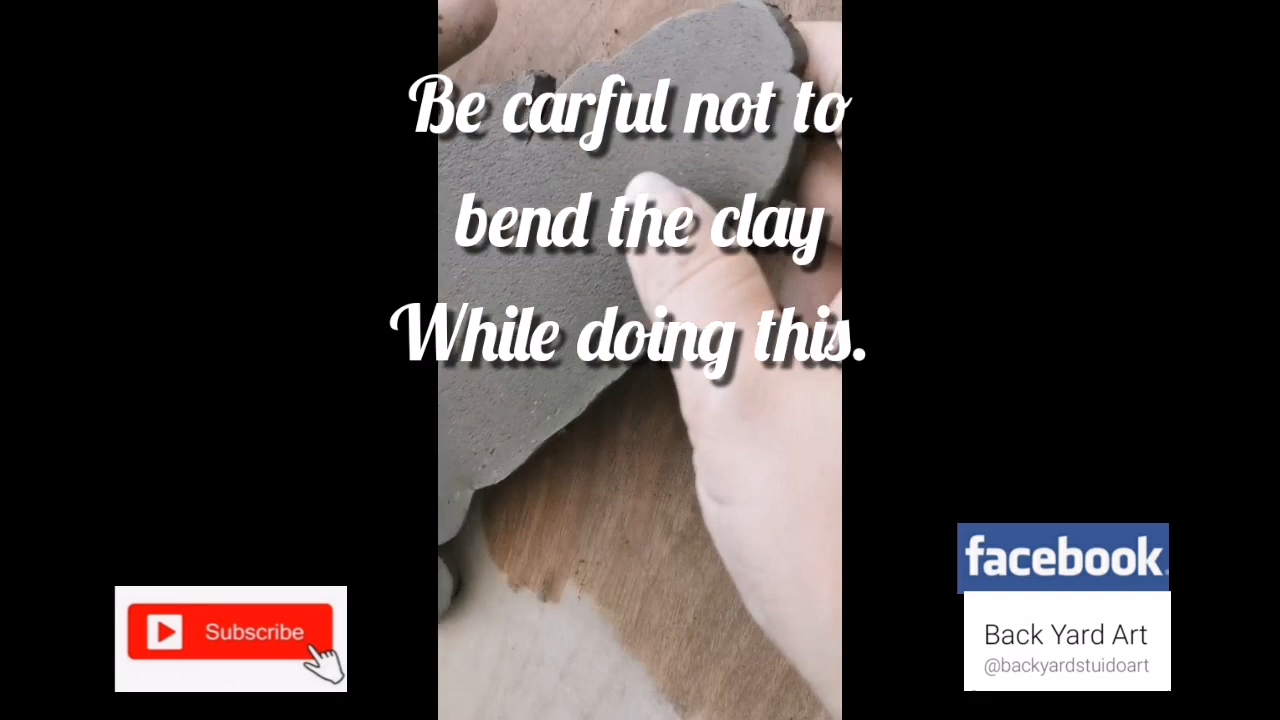 Be carful not to
bend the clay
While doing this.
Subscribe
facebook.
Back Yard Art
@backyardstuidoart